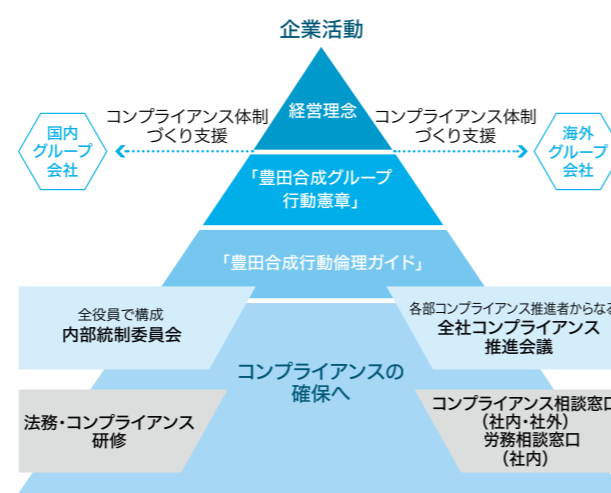 企業活動
経営理念
コンプライアンス体制
づくり支援
コンプライアンス体制
づくり支援
国内
グループ
会社
海外
グループ
会社
「豊田合成グループ
行動憲章」
「豊田合成行動倫理ガイド」
全役員で構成
内部統制委員会
各部コンプライアンス推進者からなる
全社コンプライアンス
推進会議
コンプライアンスの
確保へ
法務・コンプライアンス
研修
コンプライアンス相談窓口
（社内・社外）
労務相談窓口
（社内）